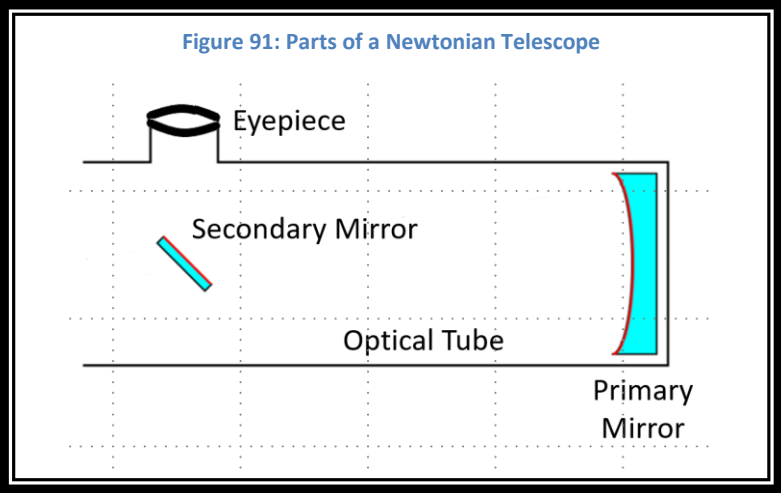 Figure 91: Parts of a Newtonian Telescope
Eyepiece
Secondary Mirror
Optical Tube
Primary
Mirror